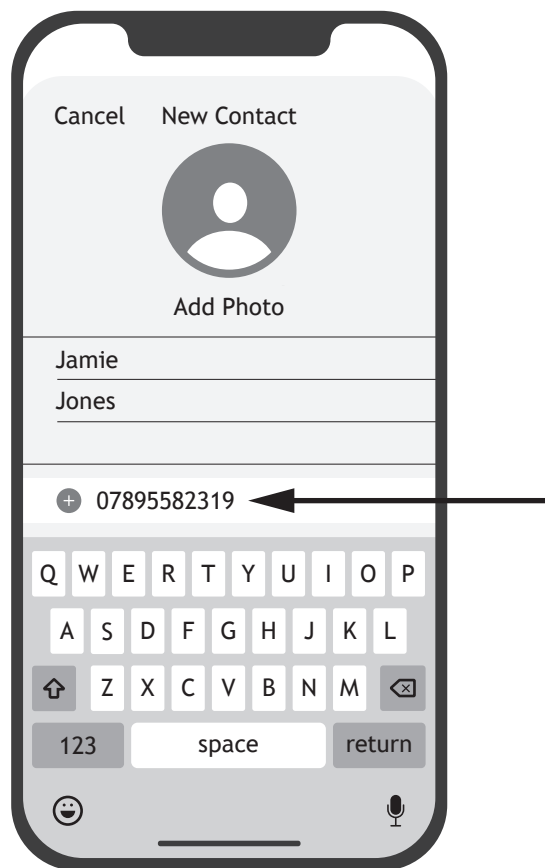 Cancel New Contact
Add Photo
Jamie
Jones
+ 07895582319
Q W E R T Y U I O P
A S D F G H J K L
Z X C V B N M
123 space return